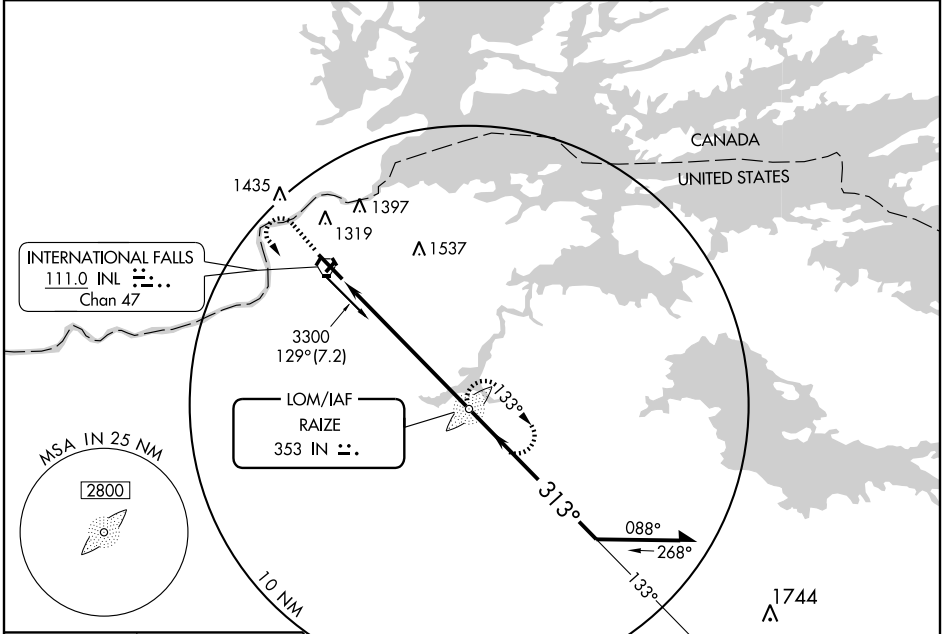 CANADA
UNITED STATES
1435
1397
1319
1537
INTERNATIONAL FALLS
111.0 INL
Chan 47
3300
129°(7.2)
LOM/IAF
RAIZE
353 IN
133°
MSA IN 25 NM
2800
313°
088°
268°
133°
10 NM
1744